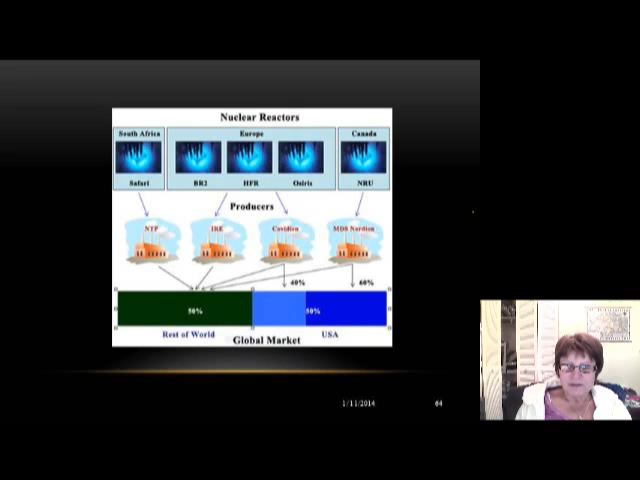 Nuclear Reactors
South Africa
Europe
Canada
Safari
BR2
HFR
Osiris
NRU
Producers
NTP
IRE
Covidien
MDS Nordion
40%
60%
50%
50%
Rest of World
USA
Global Market
1/11/2014
64